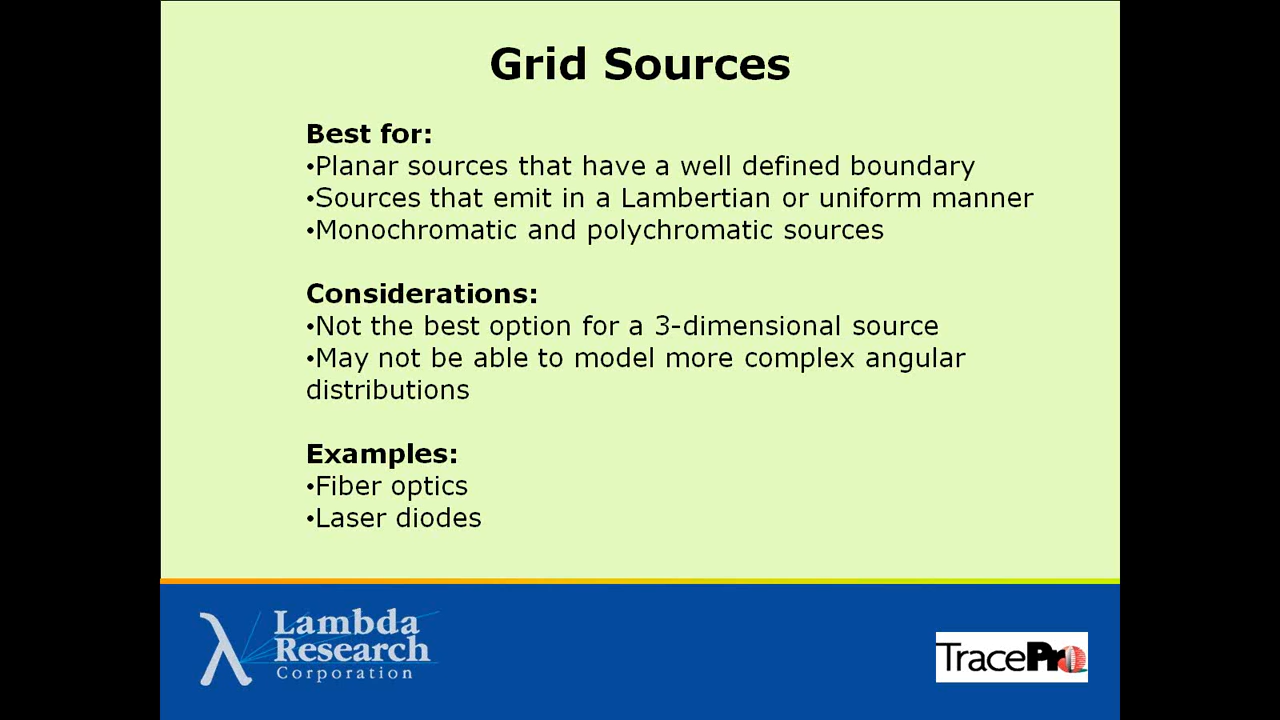 Grid Sources
Best for:
•Planar sources that have a well defined boundary
•Sources that emit in a Lambertian or uniform manner
•Monochromatic and polychromatic sources
Considerations:
•Not the best option for a 3-dimensional source
•May not be able to model more complex angular
distributions
Examples:
•Fiber optics
•Laser diodes
λ Lambda
Research
Corporation
TracePro